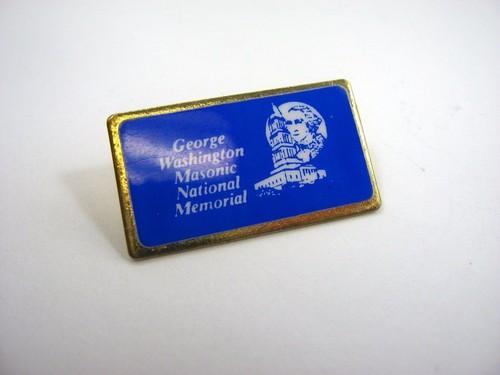 George
Washington
Masonic
National
Memorial